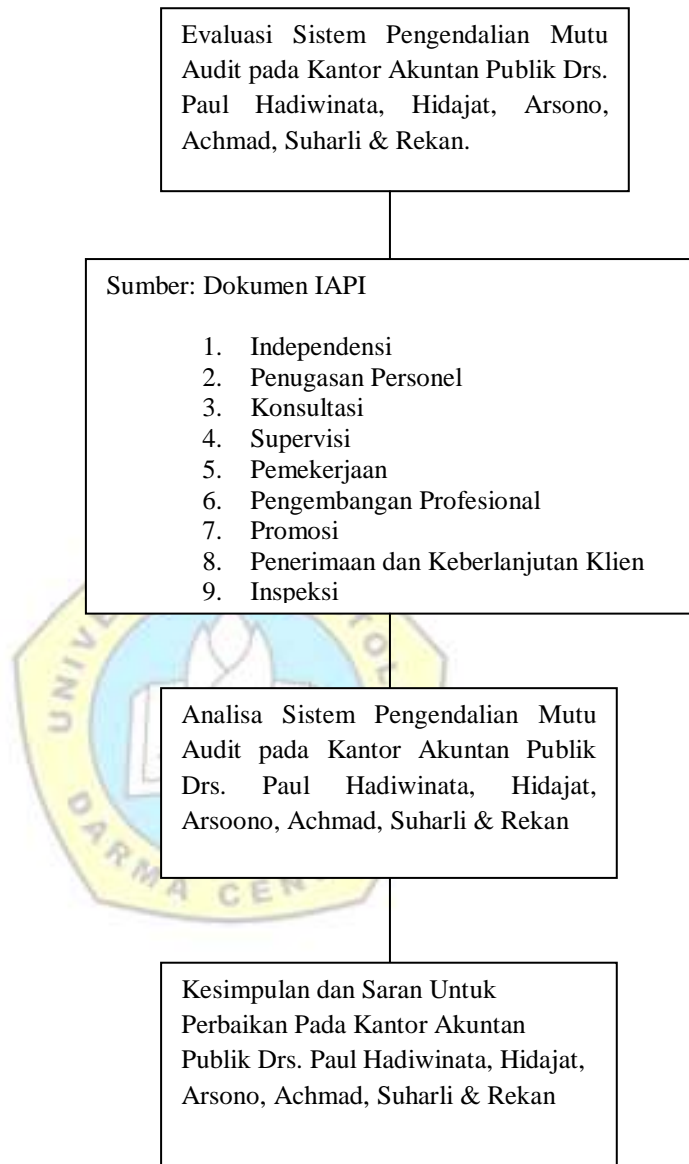 Evaluasi Sistem Pengendalian Mutu
Audit pada Kantor Akuntan Publik Drs.
Paul Hadiwinata, Hidajat, Arsono,
Achmad, Suharli & Rekan.
Sumber: Dokumen IAPI
1. Independensi
2. Penugasan Personel
3. Konsultasi
4. Supervisi
5. Pemekerjaan
6. Pengembangan Profesional
7. Promosi
8. Penerimaan dan Keberlanjutan Klien
9. Inspeksi
Analisa Sistem Pengendalian Mutu
Audit pada Kantor Akuntan Publik
Drs. Paul Hadiwinata, Hidajat,
Arsoono, Achmad, Suharli & Rekan
DARMA CEN
Kesimpulan dan Saran Untuk
Perbaikan Pada Kantor Akuntan
Publik Drs. Paul Hadiwinata, Hidajat,
Arsono, Achmad, Suharli & Rekan